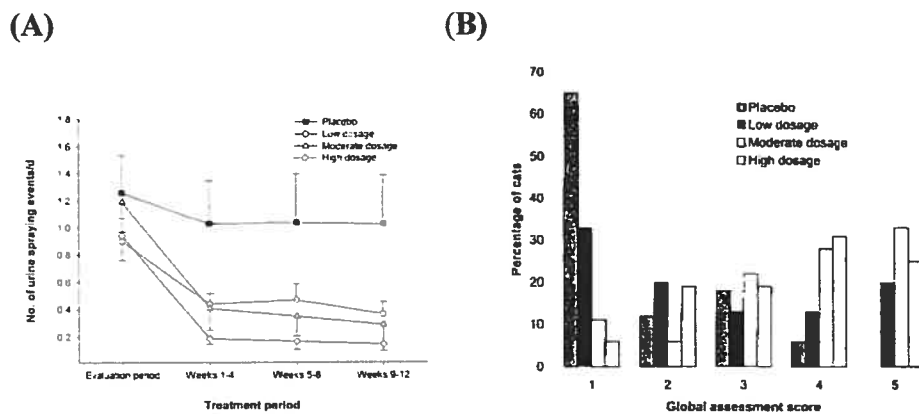 (A)
No. of urine spraying events/d
1.8
1.6
1.4
1.2
1.0
0.8
0.6
0.4
0.2
Placebo
Low dosage
Moderate dosage
High dosage
Evaluation period
Weeks 1-4
Weeks 5-8
Weeks 9-12
Treatment period
(B)
Percentage of cats
70
60
50
40
30
20
10
0
Placebo
Low dosage
Moderate dosage
High dosage
1
2
3
4
5
Global assessment score